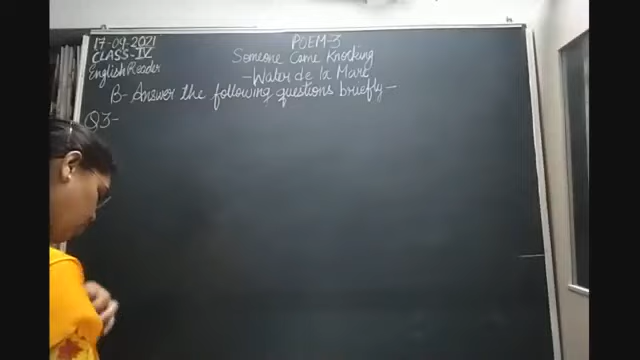 17-09-2021
CLASS-IV
English Reader
POEM-3
Someone Came Knocking
-Water de la Mare
B- Answer the following questions briefly-
Q3-